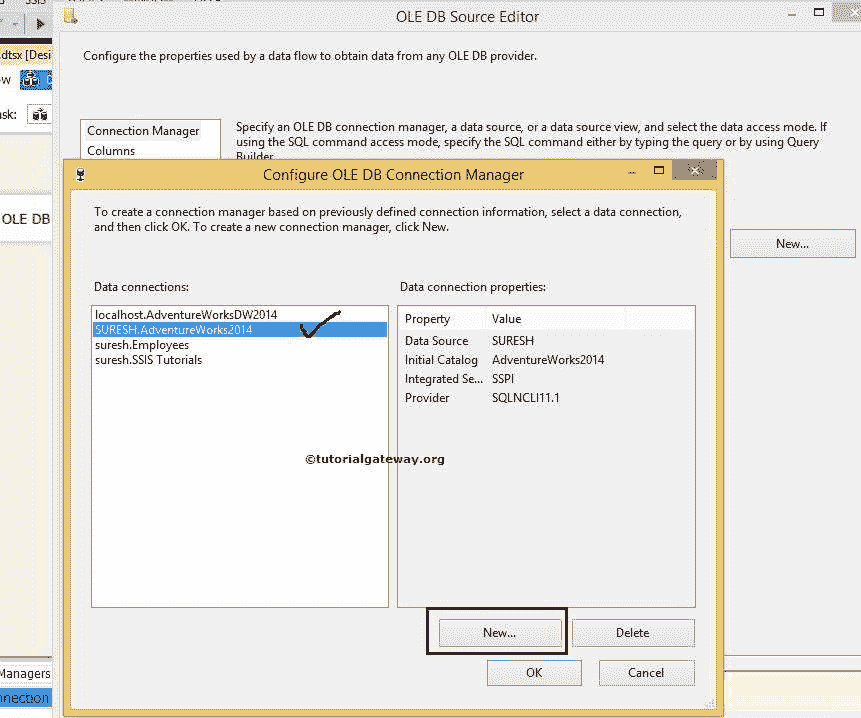 SSIS
OLE DB Source Editor
.dtsx [Desi
Configure the properties used by a data flow to obtain data from any OLE DB provider.
ow
ask:
Connection Manager
Columns
Specify an OLE DB connection manager, a data source, or a data source view, and select the data access mode. If
using the SQL command access mode, specify the SQL command either by typing the query or by using Query
Builder.
Configure OLE DB Connection Manager
To create a connection manager based on previously defined connection information, select a data connection,
and then click OK. To create a new connection manager, click New.
OLE DB
New...
Data connections:
Data connection properties:
localhost.AdventureWorksDW2014
SURESH.AdventureWorks2014
suresh.Employees
suresh.SSIS Tutorials
Property Value
Data Source SURESH
Initial Catalog AdventureWorks2014
Integrated Se... SSPI
Provider SQLNCLI11.1
©tutorialgateway.org
New...
Delete
OK
Cancel
Managers
nnection